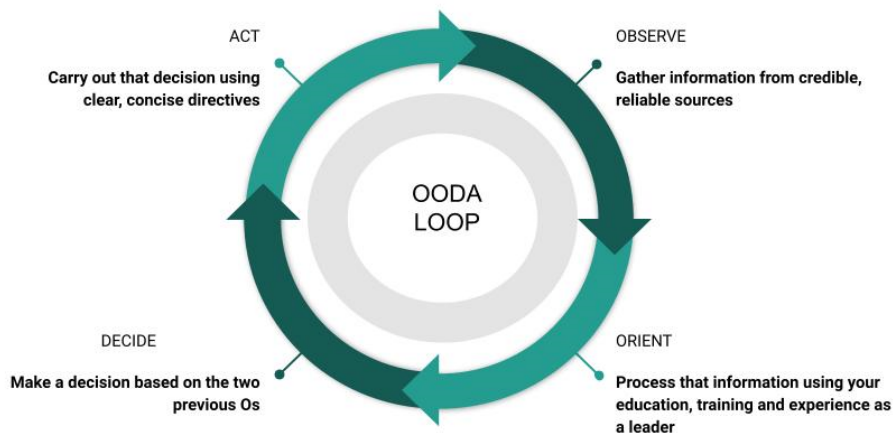 ACT
Carry out that decision using
clear, concise directives
OBSERVE
Gather information from credible,
reliable sources
OODA
LOOP
DECIDE
Make a decision based on the two
previous Os
ORIENT
Process that information using your
education, training and experience as
a leader